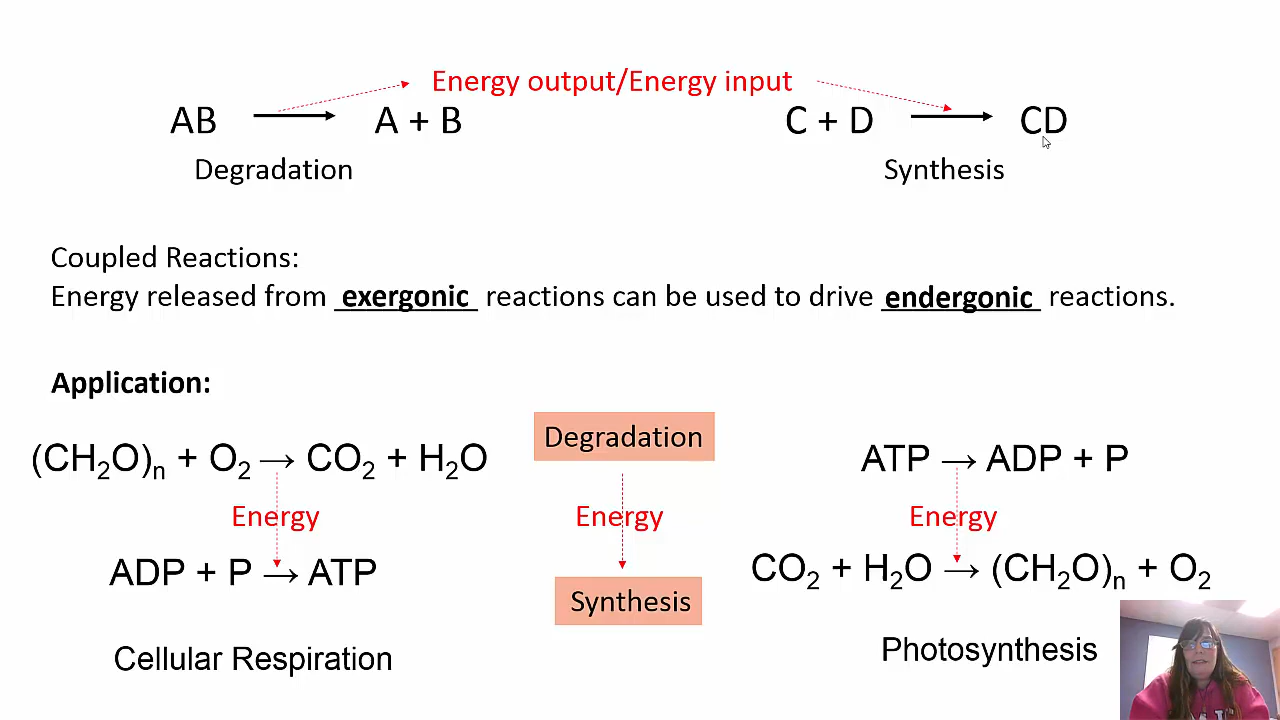 Energy output/Energy input
AB → A + B
C + D → CD
Degradation
Synthesis
Coupled Reactions:
Energy released from exergonic reactions can be used to drive endergonic reactions.
Application:
(CH₂O)ₙ + O₂ → CO₂ + H₂O
Energy
ADP + P → ATP
Cellular Respiration
Degradation
Energy
Synthesis
ATP → ADP + P
Energy
CO₂ + H₂O → (CH₂O)ₙ + O₂
Photosynthesis